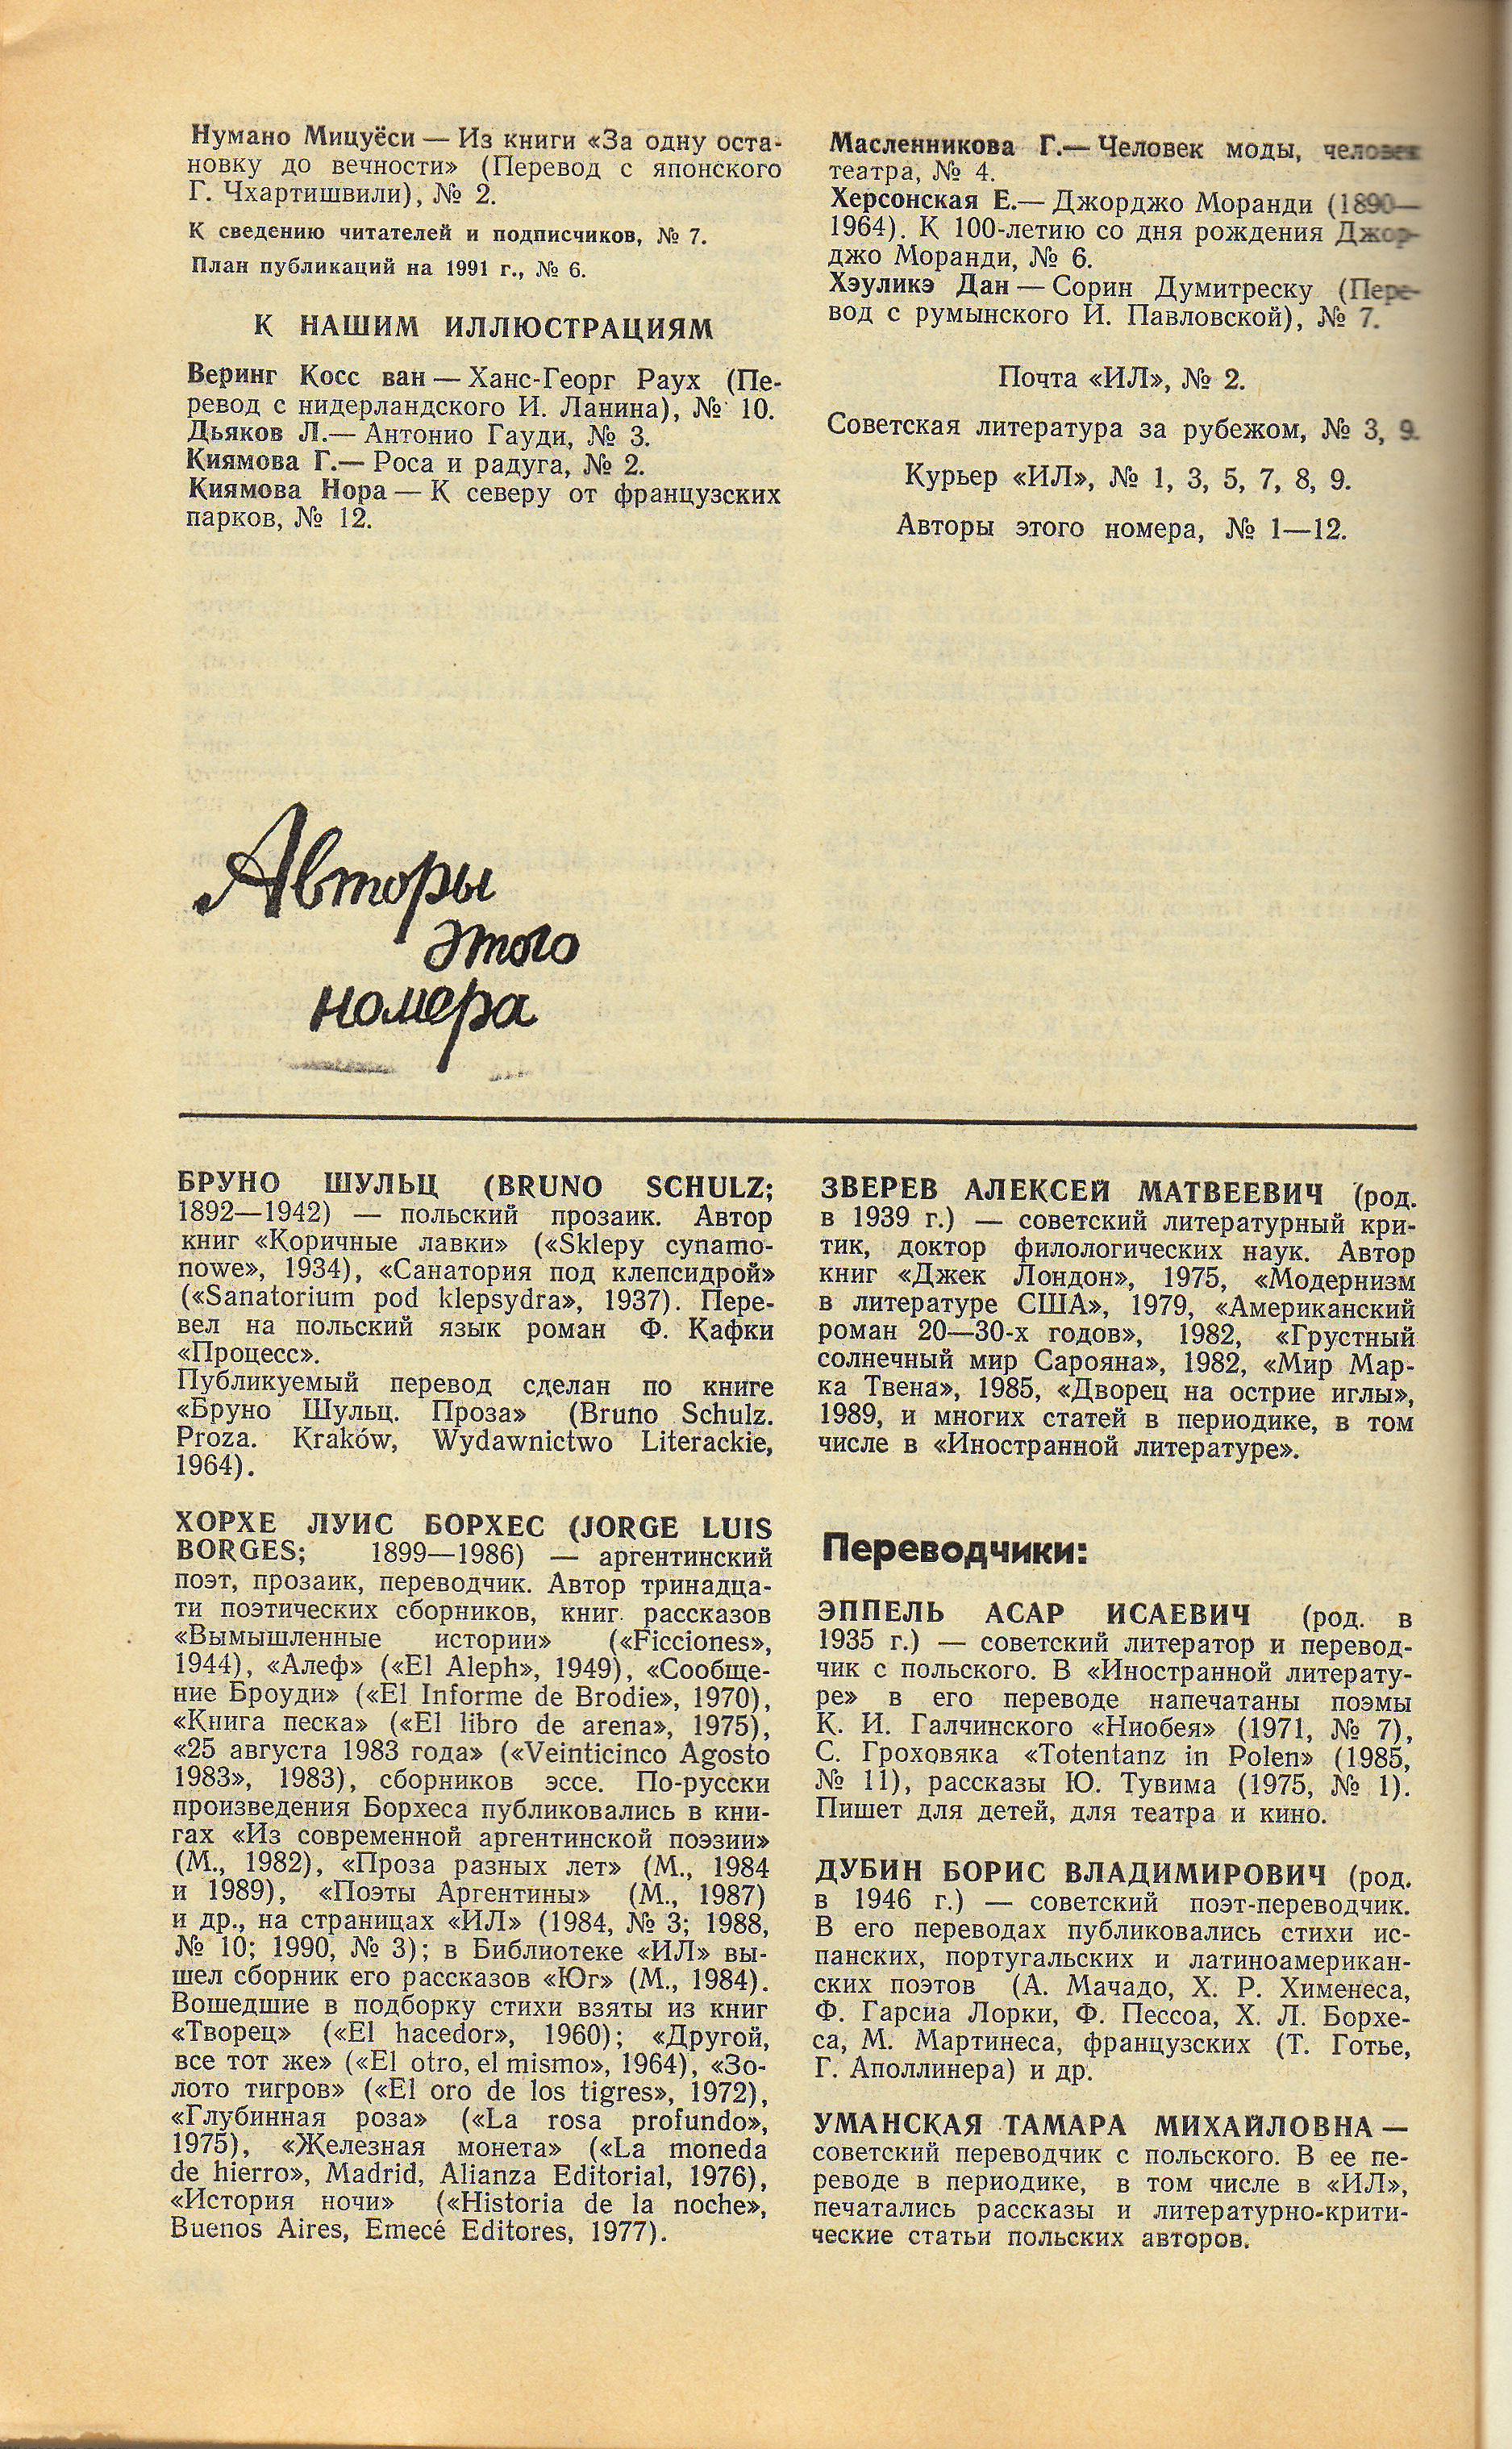 Нумано Мицуёси — Из книги «За одну оста-
новку до вечности» (Перевод с японского
Г. Чхартишвили), № 2.
К сведению читателей и подписчиков, № 7.
План публикаций на 1991 г., № 6.
К НАШИМ ИЛЛЮСТРАЦИЯМ
Веринг Косс ван — Ханс-Георг Раух (Пе-
ревод с нидерландского И. Ланина), № 10.
Дьяков Л.— Антонио Гауди, № 3.
Киямова Г.— Роса и радуга, № 2.
Киямова Нора — К северу от французских
парков, № 12.
Масленникова Г.— Человек моды, человек
театра, № 4.
Херсонская Е.— Джорджо Моранди (1890—
1964). К 100-летию со дня рождения Джор-
джо Моранди, № 6.
Хэуликэ Дан — Сорин Думитреску (Пере-
вод с румынского И. Павловской), № 7.
Почта «ИЛ», № 2.
Советская литература за рубежом, № 3, 9.
Курьер «ИЛ», № 1, 3, 5, 7, 8, 9.
Авторы этого номера, № 1—12.
Авторы
этого
номера
БРУНО ШУЛЬЦ (BRUNO SCHULZ;
1892—1942) — польский прозаик. Автор
книг «Коричные лавки» («Sklepy cynamo-
nowe», 1934), «Санатория под клепсидрой»
(«Sanatorium pod klepsydra», 1937). Пере-
вел на польский язык роман Ф. Кафки
«Процесс».
Публикуемый перевод сделан по книге
«Бруно Шульц. Проза» (Bruno Schulz.
Proza. Kraków, Wydawnictwo Literackie,
1964).
ХОРХЕ ЛУИС БОРХЕС (JORGE LUIS
BORGES; 1899—1986) — аргентинский
поэт, прозаик, переводчик. Автор тринадца-
ти поэтических сборников, книг рассказов
«Вымышленные истории» («Ficciones»,
1944), «Алеф» («El Aleph», 1949), «Сообще-
ние Броуди» («El Informe de Brodie», 1970),
«Книга песка» («El libro de arena», 1975),
«25 августа 1983 года» («Veinticinco Agosto
1983», 1983), сборников эссе. По-русски
произведения Борхеса публиковались в кни-
гах «Из современной аргентинской поэзии»
(М., 1982), «Проза разных лет» (М., 1984
и 1989), «Поэты Аргентины» (М., 1987)
и др., на страницах «ИЛ» (1984, № 3; 1988,
№ 10; 1990, № 3); в Библиотеке «ИЛ» вы-
шел сборник его рассказов «Юг» (М., 1984).
Вошедшие в подборку стихи взяты из книг
«Творец» («El hacedor», 1960); «Другой,
все тот же» («El otro, el mismo», 1964), «Зо-
лото тигров» («El oro de los tigres», 1972),
«Глубинная роза» («La rosa profundo»,
1975), «Железная монета» («La moneda
de hierro», Madrid, Alianza Editorial, 1976),
«История ночи» («Historia de la noche»,
Buenos Aires, Emecé Editores, 1977).
ЗВЕРЕВ АЛЕКСЕЙ МАТВЕЕВИЧ (род.
в 1939 г.) — советский литературный кри-
тик, доктор филологических наук. Автор
книг «Джек Лондон», 1975, «Модернизм
в литературе США», 1979, «Американский
роман 20—30-х годов», 1982, «Грустный
солнечный мир Сарояна», 1982, «Мир Мар-
ка Твена», 1985, «Дворец на острие иглы»,
1989, и многих статей в периодике, в том
числе в «Иностранной литературе».
Переводчики:
ЭППЕЛЬ АСАР ИСАЕВИЧ (род. в
1935 г.) — советский литератор и перевод-
чик с польского. В «Иностранной литерату-
ре» в его переводе напечатаны поэмы
К. И. Галчинского «Ниобея» (1971, № 7),
С. Гроховяка «Totentanz in Polen» (1985,
№ 11), рассказы Ю. Тувима (1975, № 1).
Пишет для детей, для театра и кино.
ДУБИН БОРИС ВЛАДИМИРОВИЧ (род.
в 1946 г.) — советский поэт-переводчик.
В его переводах публиковались стихи ис-
панских, португальских и латиноамерикан-
ских поэтов (А. Мачадо, Х. Р. Хименеса,
Ф. Гарсиа Лорки, Ф. Пессоа, Х. Л. Борхе-
са, М. Мартинеса, французских (Т. Готье,
Г. Аполлинера) и др.
УМАНСКАЯ ТАМАРА МИХАЙЛОВНА —
советский переводчик с польского. В ее пе-
реводе в периодике, в том числе в «ИЛ»,
печатались рассказы и литературно-крити-
ческие статьи польских авторов.